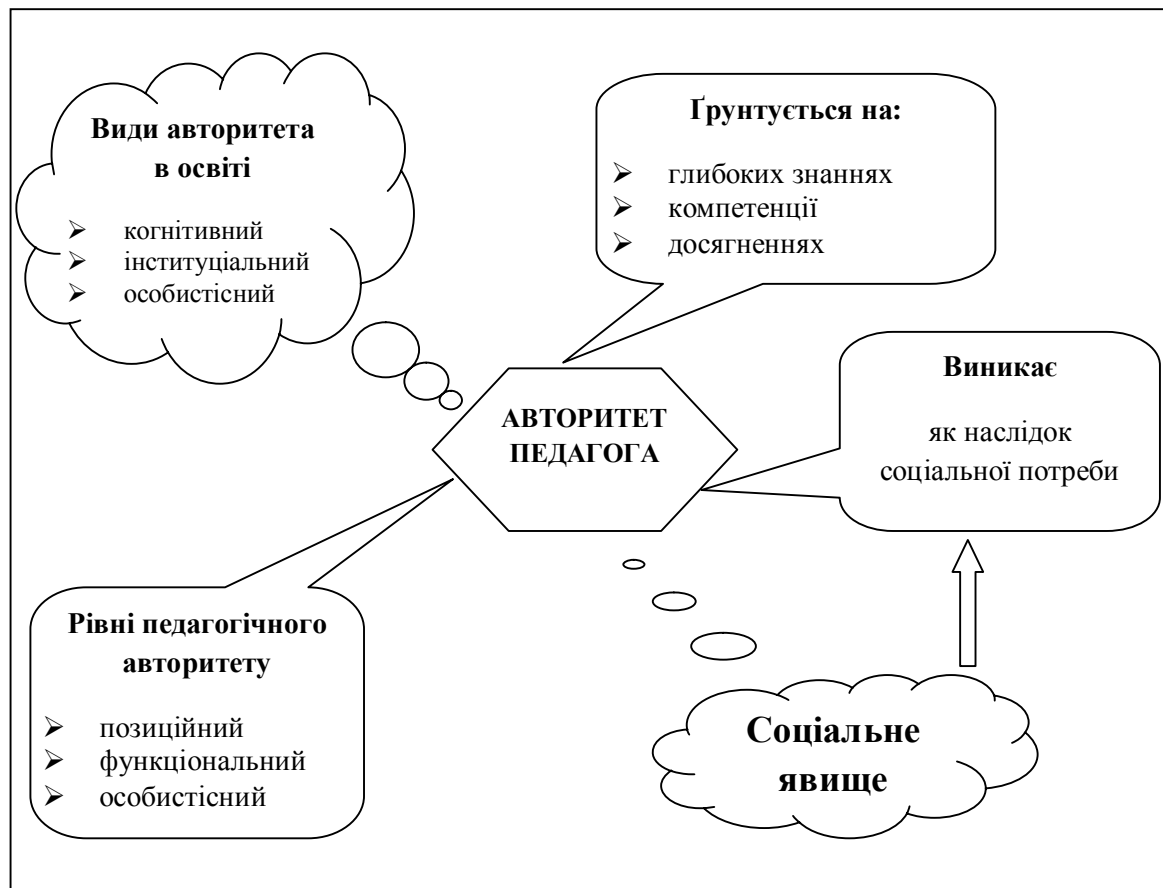 Види авторитета
в освіті
когнітивний
інституціальний
особистісний
Ґрунтується на:
глибоких знаннях
компетенції
досягненнях
АВТОРИТЕТ
ПЕДАГОГА
Виникає
як наслідок
соціальної потреби
Рівні педагогічного
авторитету
позиційний
функціональний
особистісний
Соціальне
явище